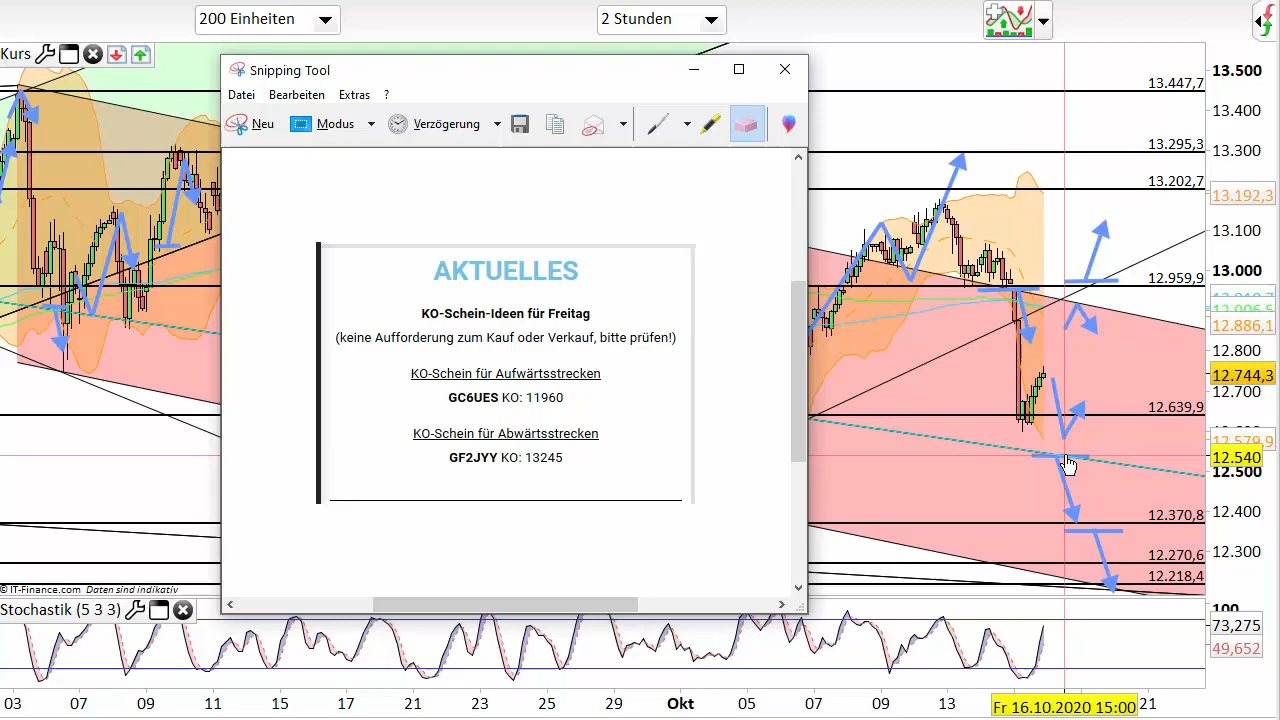 200 Einheiten
2 Stunden
Kurs
Snipping Tool
Datei Bearbeiten Extras ?
Neu Modus Verzögerung
AKTUELLES
KO-Schein-Ideen für Freitag
(keine Aufforderung zum Kauf oder Verkauf, bitte prüfen!)
KO-Schein für Aufwärtsstrecken
GC6UES KO: 11960
KO-Schein für Abwärtsstrecken
GF2JYY KO: 13245
13.447,7
13.295,3
13.202,7
12.959,9
12.639,9
12.370,8
12.270,6
12.218,4
13.500
13.400
13.300
13.192,3
13.100
13.000
12.886,1
12.800
12.744,3
12.700
12.579,9
12.540
12.500
12.400
12.300
© IT-Finance.com Daten sind indikativ
Stochastik (5 3 3)
100
73,275
49,652
03 07 09 11 15 17 21 23 25 29 Okt 05 07 09 13 Fr 16.10.2020 15:00 21